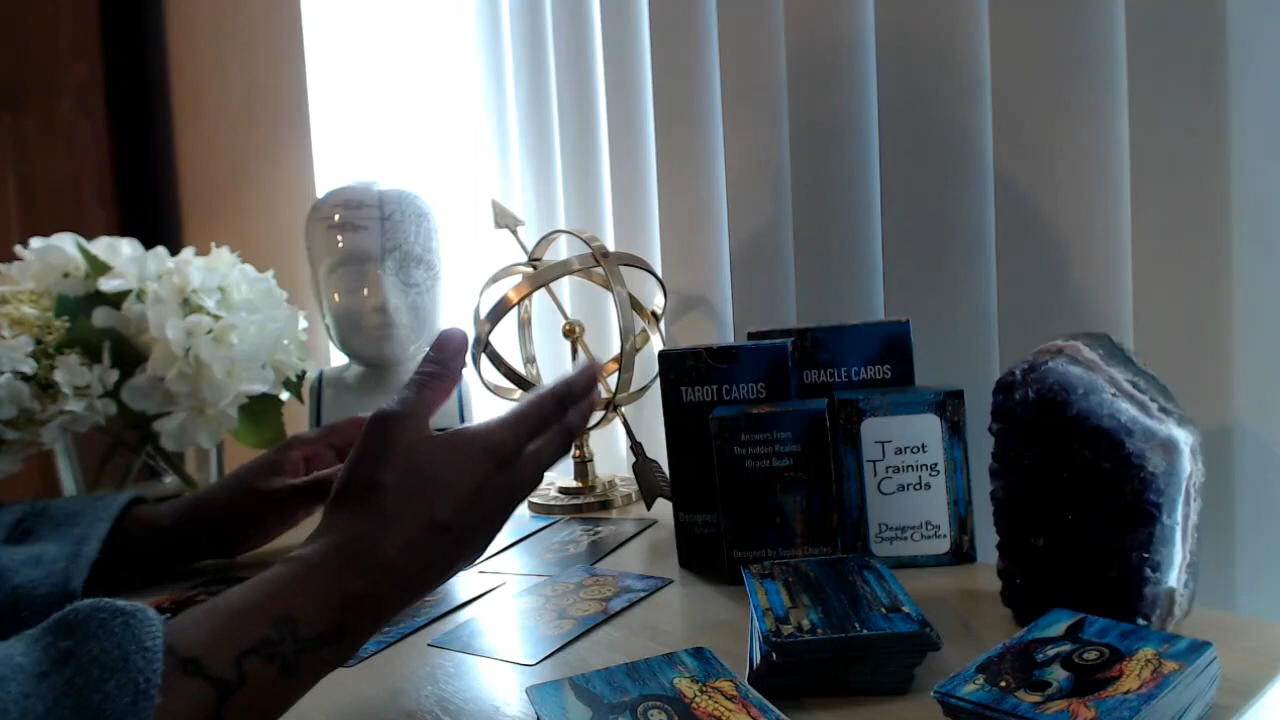 TAROT CARDS
ORACLE CARDS
Answers From
The Hidden Realms
(Oracle Book)
Designed by Sophia Charles
Tarot
Training
Cards
Designed By
Sophia Charles
Designed